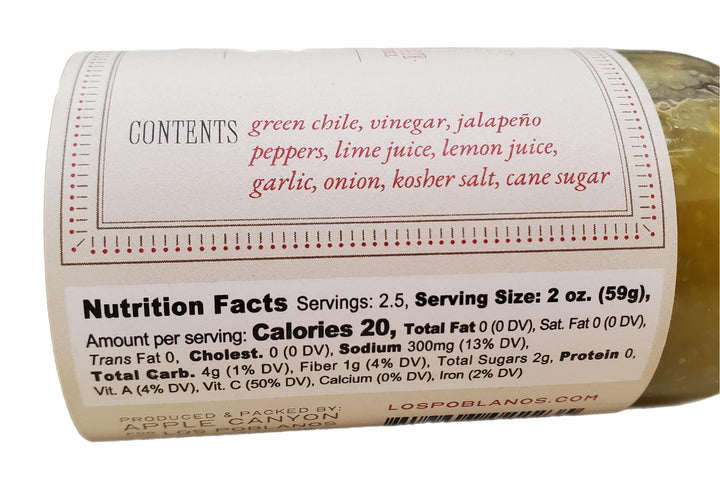 CONTENTS green chile, vinegar, jalapeño
peppers, lime juice, lemon juice,
garlic, onion, kosher salt, cane sugar
Nutrition Facts Servings: 2.5, Serving Size: 2 oz. (59g),
Amount per serving: Calories 20, Total Fat 0 (0 DV), Sat. Fat 0 (0 DV),
Trans Fat 0, Cholest. 0 (0 DV), Sodium 300mg (13% DV),
Total Carb. 4g (1% DV), Fiber 1g (4% DV), Total Sugars 2g, Protein 0,
Vit. A (4% DV), Vit. C (50% DV), Calcium (0% DV), Iron (2% DV)
PRODUCED & PACKED BY:
APPLE CANYON
FOR LOS POBLANOS
LOSPOBLANOS.COM